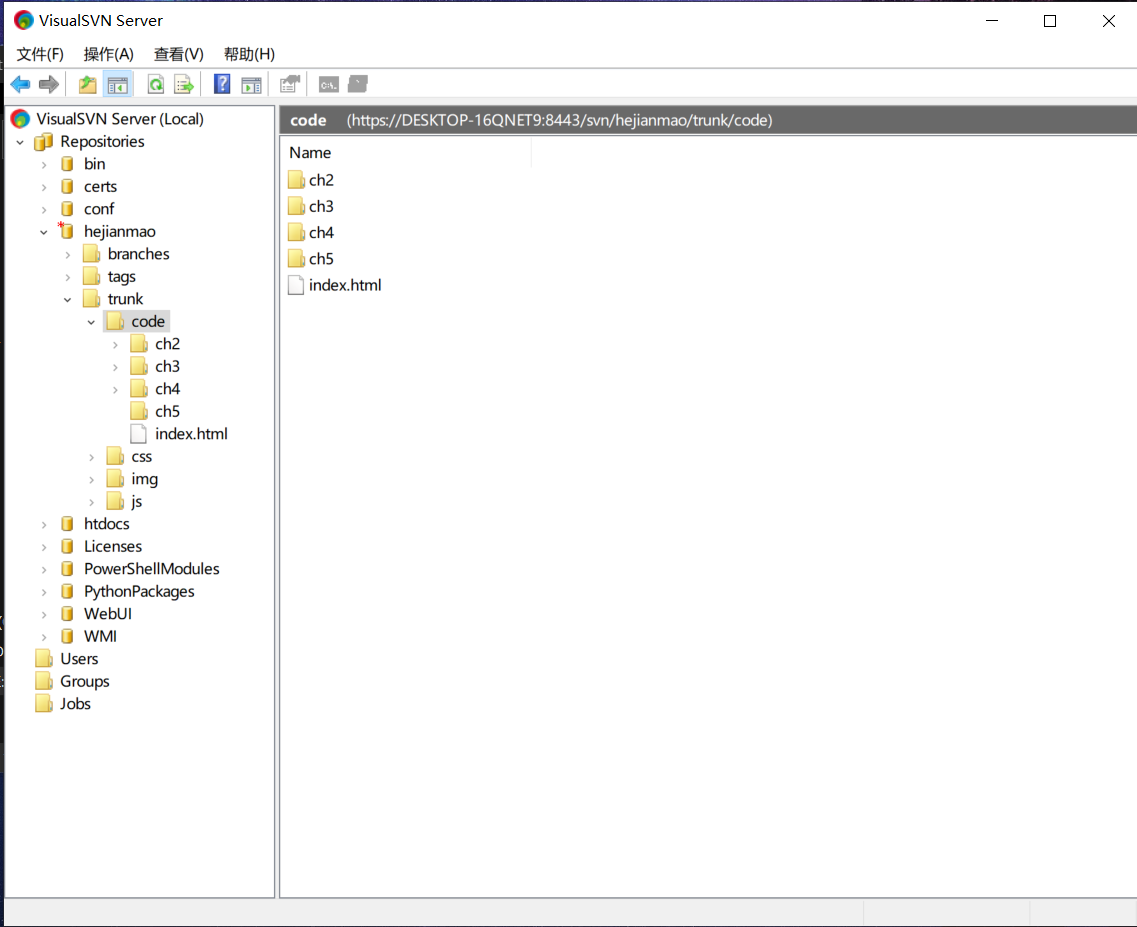 VisualSVN Server
文件(F) 操作(A) 查看(V) 帮助(H)
VisualSVN Server (Local)
Repositories
bin
certs
conf
hejianmao
branches
tags
trunk
code
ch2
ch3
ch4
ch5
index.html
css
img
js
htdocs
Licenses
PowerShellModules
PythonPackages
WebUI
WMI
Users
Groups
Jobs
code (https://DESKTOP-16QNET9:8443/svn/hejianmao/trunk/code)
Name
ch2
ch3
ch4
ch5
index.html